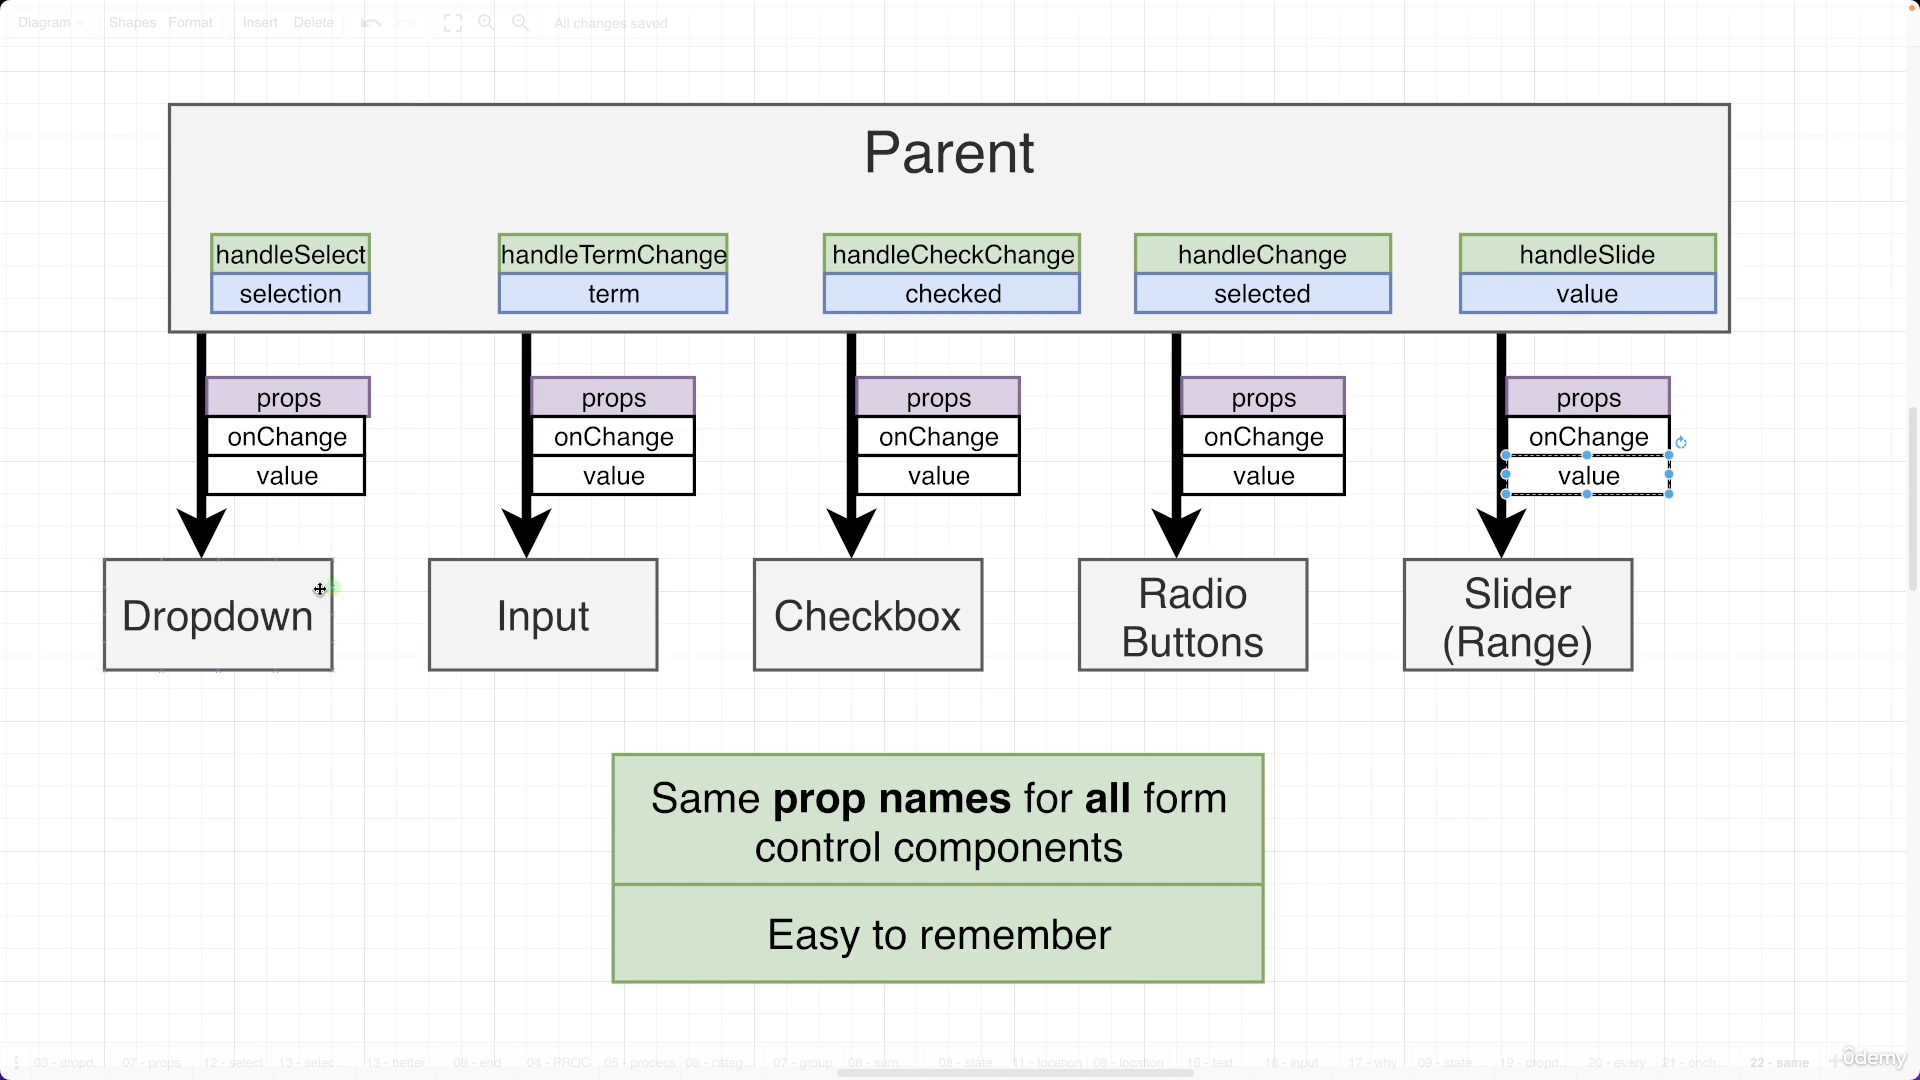 Diagram Shapes Format Insert Delete All changes saved
Parent
handleSelect handleTermChange handleCheckChange handleChange handleSlide
selection term checked selected value
props props props props props
onChange onChange onChange onChange onChange
value value value value value
Dropdown Input Checkbox Radio Buttons Slider (Range)
Same prop names for all form
control components
Easy to remember
03 - dropd... 07 - props 12 - select 13 - selec... 13 - better 08 - end 04 - PROC 05 - process 06 - categ... 07 - group 08 - sum... 08 - state 11 - location 08 - location 16 - text 18 - input 17 - why 09 - state ... 19 - dropd... 20 - every 21 - onch... 22 - same
ûdemy